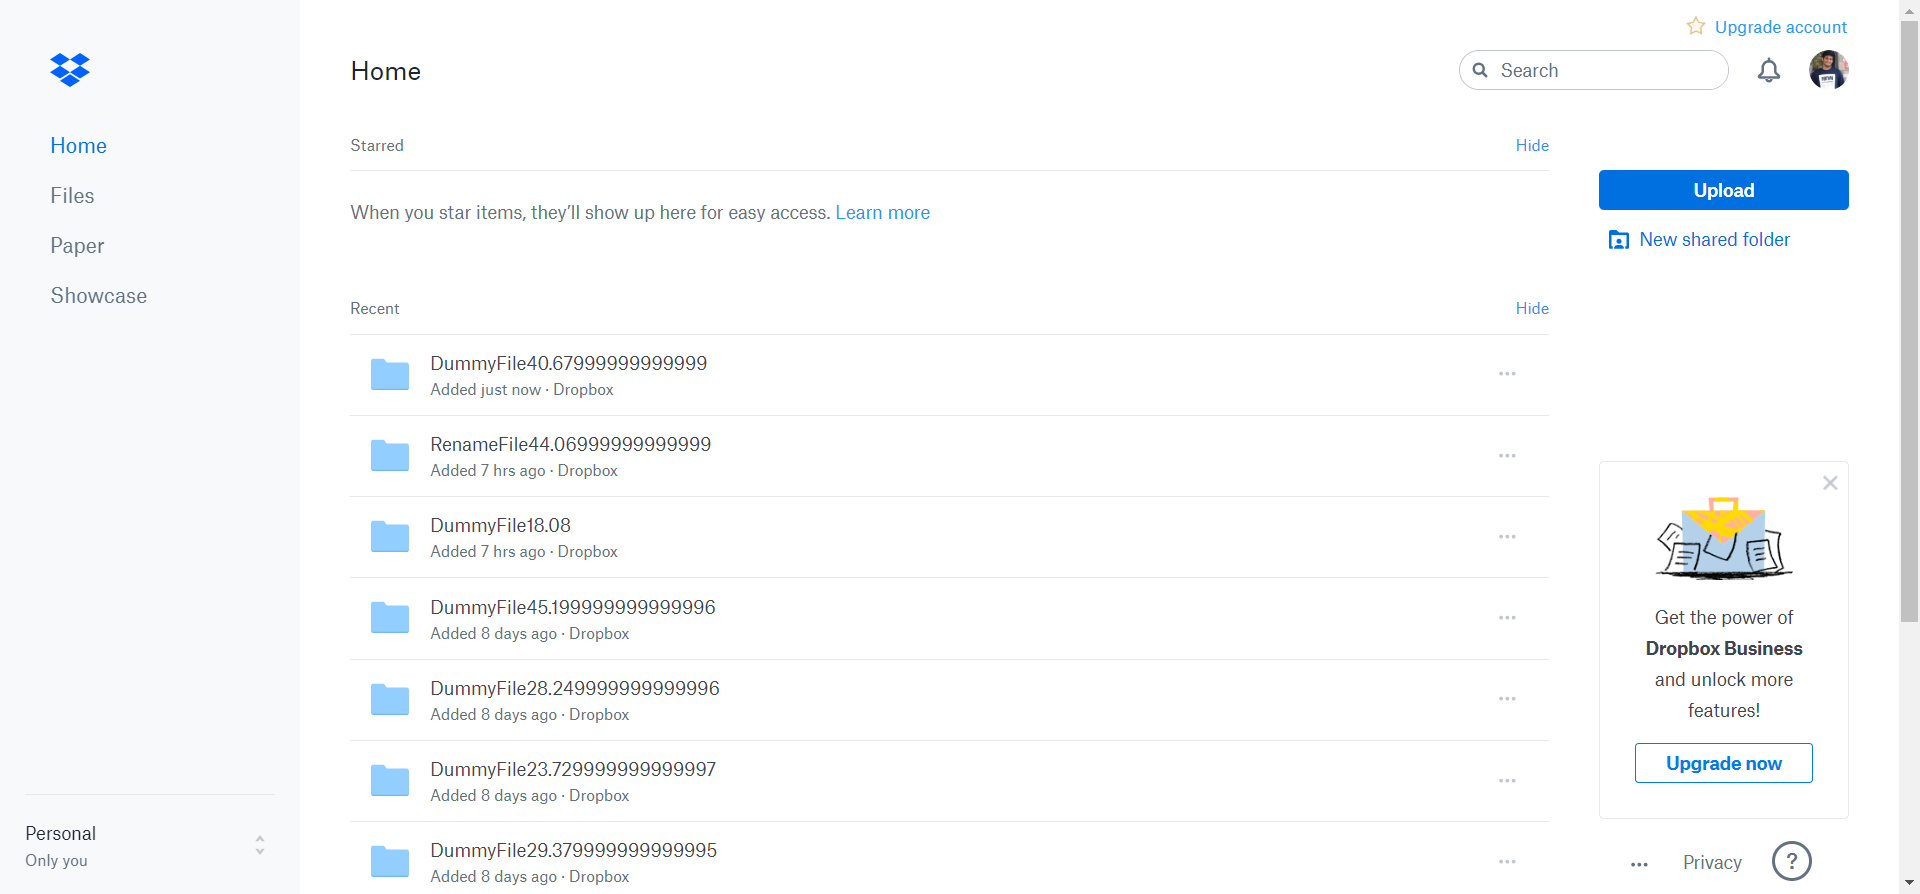 Upgrade account
Home
Search
Home
Files
Paper
Showcase
Starred
Hide
When you star items, they’ll show up here for easy access. Learn more
Upload
New shared folder
Recent
Hide
DummyFile40.67999999999999
Added just now · Dropbox
RenameFile44.06999999999999
Added 7 hrs ago · Dropbox
DummyFile18.08
Added 7 hrs ago · Dropbox
DummyFile45.199999999999996
Added 8 days ago · Dropbox
DummyFile28.249999999999996
Added 8 days ago · Dropbox
DummyFile23.729999999999997
Added 8 days ago · Dropbox
DummyFile29.379999999999995
Added 8 days ago · Dropbox
Get the power of
Dropbox Business
and unlock more
features!
Upgrade now
Personal
Only you
Privacy
?